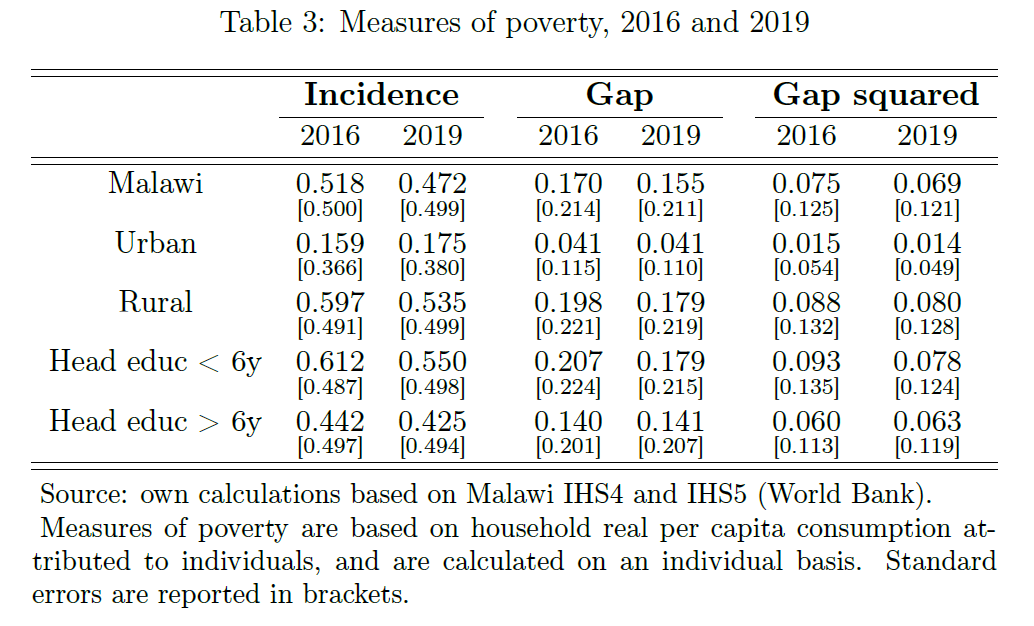 Table 3: Measures of poverty, 2016 and 2019
Incidence Gap Gap squared
2016 2019 2016 2019 2016 2019
Malawi 0.518 0.472 0.170 0.155 0.075 0.069
[0.500] [0.499] [0.214] [0.211] [0.125] [0.121]
Urban 0.159 0.175 0.041 0.041 0.015 0.014
[0.366] [0.380] [0.115] [0.110] [0.054] [0.049]
Rural 0.597 0.535 0.198 0.179 0.088 0.080
[0.491] [0.499] [0.221] [0.219] [0.132] [0.128]
Head educ < 6y 0.612 0.550 0.207 0.179 0.093 0.078
[0.487] [0.498] [0.224] [0.215] [0.135] [0.124]
Head educ > 6y 0.442 0.425 0.140 0.141 0.060 0.063
[0.497] [0.494] [0.201] [0.207] [0.113] [0.119]
Source: own calculations based on Malawi IHS4 and IHS5 (World Bank).
Measures of poverty are based on household real per capita consumption at-
tributed to individuals, and are calculated on an individual basis. Standard
errors are reported in brackets.